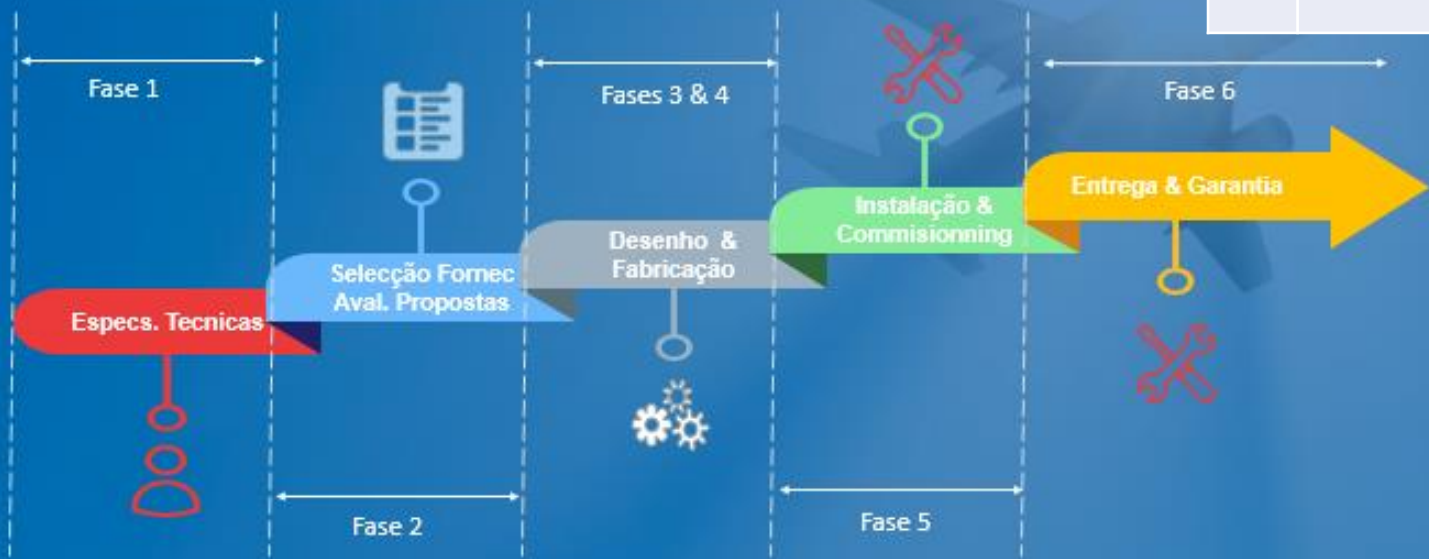 Fase 1
Fases 3 & 4
Fase 6
Entrega & Garantia
Instalação &
Commisionning
Desenho &
Fabricação
Selecção Fornec
Aval. Propostas
Especs. Tecnicas
Fase 2
Fase 5